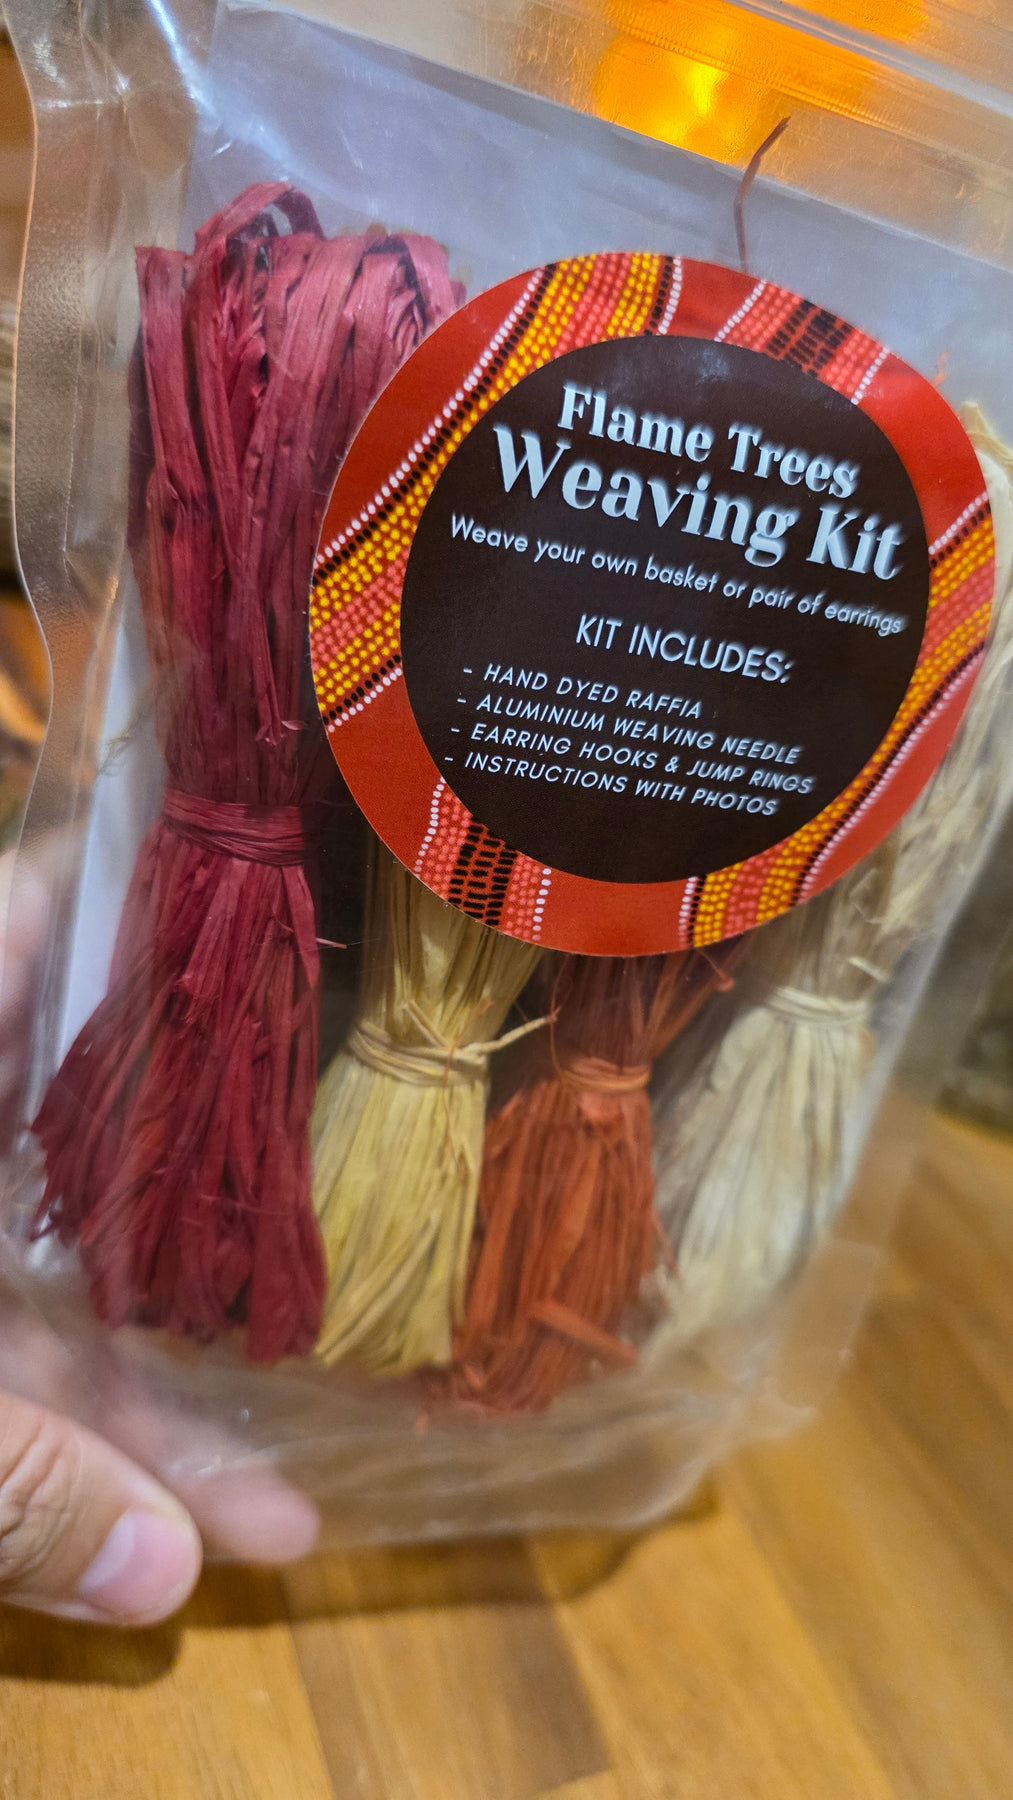 Flame Trees
Weaving Kit
Weave your own basket or pair of earrings
KIT INCLUDES:
- HAND DYED RAFFIA
- ALUMINIUM WEAVING NEEDLE
- EARRING HOOKS & JUMP RINGS
- INSTRUCTIONS WITH PHOTOS